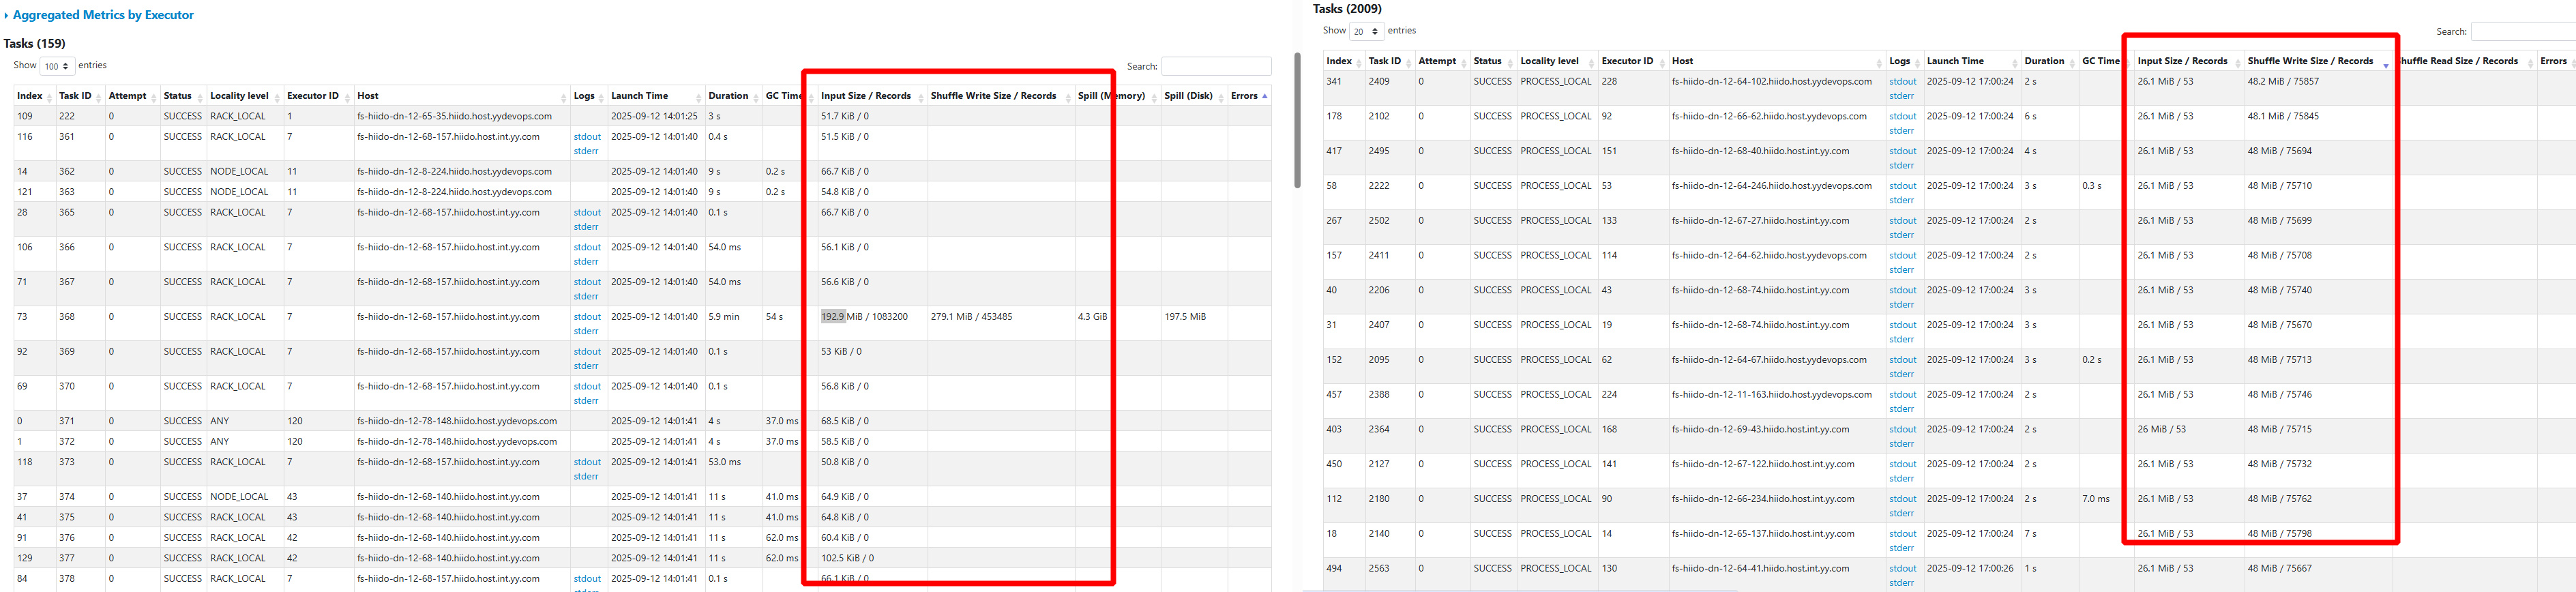 Aggregated Metrics by Executor
Tasks (159)
Show 100 entries
Search:
Index Task ID Attempt Status Locality level Executor ID Host Logs Launch Time Duration GC Time Input Size / Records Shuffle Write Size / Records Spill (Memory) Spill (Disk) Errors
109 222 0 SUCCESS RACK_LOCAL 1 fs-hiido-dn-12-65-35.hiido.host.yydevops.com 2025-09-12 14:01:25 3 s 51.7 KiB / 0
116 361 0 SUCCESS RACK_LOCAL 7 fs-hiido-dn-12-68-157.hiido.host.int.yy.com stdout 2025-09-12 14:01:40 0.4 s 51.5 KiB / 0
stderr
14 362 0 SUCCESS NODE_LOCAL 11 fs-hiido-dn-12-8-224.hiido.host.yydevops.com 2025-09-12 14:01:40 9 s 0.2 s 66.7 KiB / 0
121 363 0 SUCCESS NODE_LOCAL 11 fs-hiido-dn-12-8-224.hiido.host.yydevops.com 2025-09-12 14:01:40 9 s 0.2 s 54.8 KiB / 0
28 365 0 SUCCESS RACK_LOCAL 7 fs-hiido-dn-12-68-157.hiido.host.int.yy.com stdout 2025-09-12 14:01:40 0.1 s 66.7 KiB / 0
stderr
106 366 0 SUCCESS RACK_LOCAL 7 fs-hiido-dn-12-68-157.hiido.host.int.yy.com stdout 2025-09-12 14:01:40 54.0 ms 56.1 KiB / 0
stderr
71 367 0 SUCCESS RACK_LOCAL 7 fs-hiido-dn-12-68-157.hiido.host.int.yy.com stdout 2025-09-12 14:01:40 54.0 ms 56.6 KiB / 0
stderr
73 368 0 SUCCESS RACK_LOCAL 7 fs-hiido-dn-12-68-157.hiido.host.int.yy.com stdout 2025-09-12 14:01:40 5.9 min 54 s 192.9 MiB / 1083200 279.1 MiB / 453485 4.3 GiB 197.5 MiB
stderr
92 369 0 SUCCESS RACK_LOCAL 7 fs-hiido-dn-12-68-157.hiido.host.int.yy.com stdout 2025-09-12 14:01:40 0.1 s 53 KiB / 0
stderr
69 370 0 SUCCESS RACK_LOCAL 7 fs-hiido-dn-12-68-157.hiido.host.int.yy.com stdout 2025-09-12 14:01:40 0.1 s 56.8 KiB / 0
stderr
0 371 0 SUCCESS ANY 120 fs-hiido-dn-12-78-148.hiido.host.yydevops.com 2025-09-12 14:01:41 4 s 37.0 ms 68.5 KiB / 0
1 372 0 SUCCESS ANY 120 fs-hiido-dn-12-78-148.hiido.host.yydevops.com 2025-09-12 14:01:41 4 s 37.0 ms 58.5 KiB / 0
118 373 0 SUCCESS RACK_LOCAL 7 fs-hiido-dn-12-68-157.hiido.host.int.yy.com stdout 2025-09-12 14:01:41 53.0 ms 50.8 KiB / 0
stderr
37 374 0 SUCCESS NODE_LOCAL 43 fs-hiido-dn-12-68-140.hiido.host.int.yy.com 2025-09-12 14:01:41 11 s 41.0 ms 64.9 KiB / 0
41 375 0 SUCCESS RACK_LOCAL 43 fs-hiido-dn-12-68-140.hiido.host.int.yy.com 2025-09-12 14:01:41 11 s 41.0 ms 64.8 KiB / 0
91 376 0 SUCCESS RACK_LOCAL 42 fs-hiido-dn-12-68-140.hiido.host.int.yy.com 2025-09-12 14:01:41 11 s 62.0 ms 60.4 KiB / 0
129 377 0 SUCCESS RACK_LOCAL 42 fs-hiido-dn-12-68-140.hiido.host.int.yy.com 2025-09-12 14:01:41 11 s 62.0 ms 102.5 KiB / 0
84 378 0 SUCCESS RACK_LOCAL 7 fs-hiido-dn-12-68-157.hiido.host.int.yy.com stdout 2025-09-12 14:01:41 0.1 s 66.1 KiB / 0
Tasks (2009)
Show 20 entries
Search:
Index Task ID Attempt Status Locality level Executor ID Host Logs Launch Time Duration GC Time Input Size / Records Shuffle Write Size / Records huffle Read Size / Records Errors
341 2409 0 SUCCESS PROCESS_LOCAL 228 fs-hiido-dn-12-64-102.hiido.host.yydevops.com stdout 2025-09-12 17:00:24 2 s 26.1 MiB / 53 48.2 MiB / 75857
stderr
178 2102 0 SUCCESS PROCESS_LOCAL 92 fs-hiido-dn-12-66-62.hiido.host.yydevops.com stdout 2025-09-12 17:00:24 6 s 26.1 MiB / 53 48.1 MiB / 75845
stderr
417 2495 0 SUCCESS PROCESS_LOCAL 151 fs-hiido-dn-12-68-40.hiido.host.int.yy.com stdout 2025-09-12 17:00:24 4 s 26.1 MiB / 53 48 MiB / 75694
stderr
58 2222 0 SUCCESS PROCESS_LOCAL 53 fs-hiido-dn-12-64-246.hiido.host.yydevops.com stdout 2025-09-12 17:00:24 3 s 0.3 s 26.1 MiB / 53 48 MiB / 75710
stderr
267 2502 0 SUCCESS PROCESS_LOCAL 133 fs-hiido-dn-12-67-27.hiido.host.int.yy.com stdout 2025-09-12 17:00:24 2 s 26.1 MiB / 53 48 MiB / 75699
stderr
157 2411 0 SUCCESS PROCESS_LOCAL 114 fs-hiido-dn-12-64-62.hiido.host.yydevops.com stdout 2025-09-12 17:00:24 2 s 26.1 MiB / 53 48 MiB / 75708
stderr
40 2206 0 SUCCESS PROCESS_LOCAL 43 fs-hiido-dn-12-68-74.hiido.host.int.yy.com stdout 2025-09-12 17:00:24 3 s 26.1 MiB / 53 48 MiB / 75740
stderr
31 2407 0 SUCCESS PROCESS_LOCAL 19 fs-hiido-dn-12-68-74.hiido.host.int.yy.com stdout 2025-09-12 17:00:24 3 s 26.1 MiB / 53 48 MiB / 75670
stderr
152 2095 0 SUCCESS PROCESS_LOCAL 62 fs-hiido-dn-12-64-67.hiido.host.yydevops.com stdout 2025-09-12 17:00:24 3 s 0.2 s 26.1 MiB / 53 48 MiB / 75713
stderr
457 2388 0 SUCCESS PROCESS_LOCAL 224 fs-hiido-dn-12-11-163.hiido.host.yydevops.com stdout 2025-09-12 17:00:24 2 s 26.1 MiB / 53 48 MiB / 75746
stderr
403 2364 0 SUCCESS PROCESS_LOCAL 168 fs-hiido-dn-12-69-43.hiido.host.int.yy.com stdout 2025-09-12 17:00:24 2 s 26 MiB / 53 48 MiB / 75715
stderr
450 2127 0 SUCCESS PROCESS_LOCAL 141 fs-hiido-dn-12-67-122.hiido.host.int.yy.com stdout 2025-09-12 17:00:24 2 s 26.1 MiB / 53 48 MiB / 75732
stderr
112 2180 0 SUCCESS PROCESS_LOCAL 90 fs-hiido-dn-12-66-234.hiido.host.int.yy.com stdout 2025-09-12 17:00:24 2 s 7.0 ms 26.1 MiB / 53 48 MiB / 75762
stderr
18 2140 0 SUCCESS PROCESS_LOCAL 14 fs-hiido-dn-12-65-137.hiido.host.int.yy.com stdout 2025-09-12 17:00:24 7 s 26.1 MiB / 53 48 MiB / 75798
stderr
494 2563 0 SUCCESS PROCESS_LOCAL 130 fs-hiido-dn-12-64-41.hiido.host.int.yy.com stdout 2025-09-12 17:00:26 1 s 26.1 MiB / 53 48 MiB / 75667
stderr